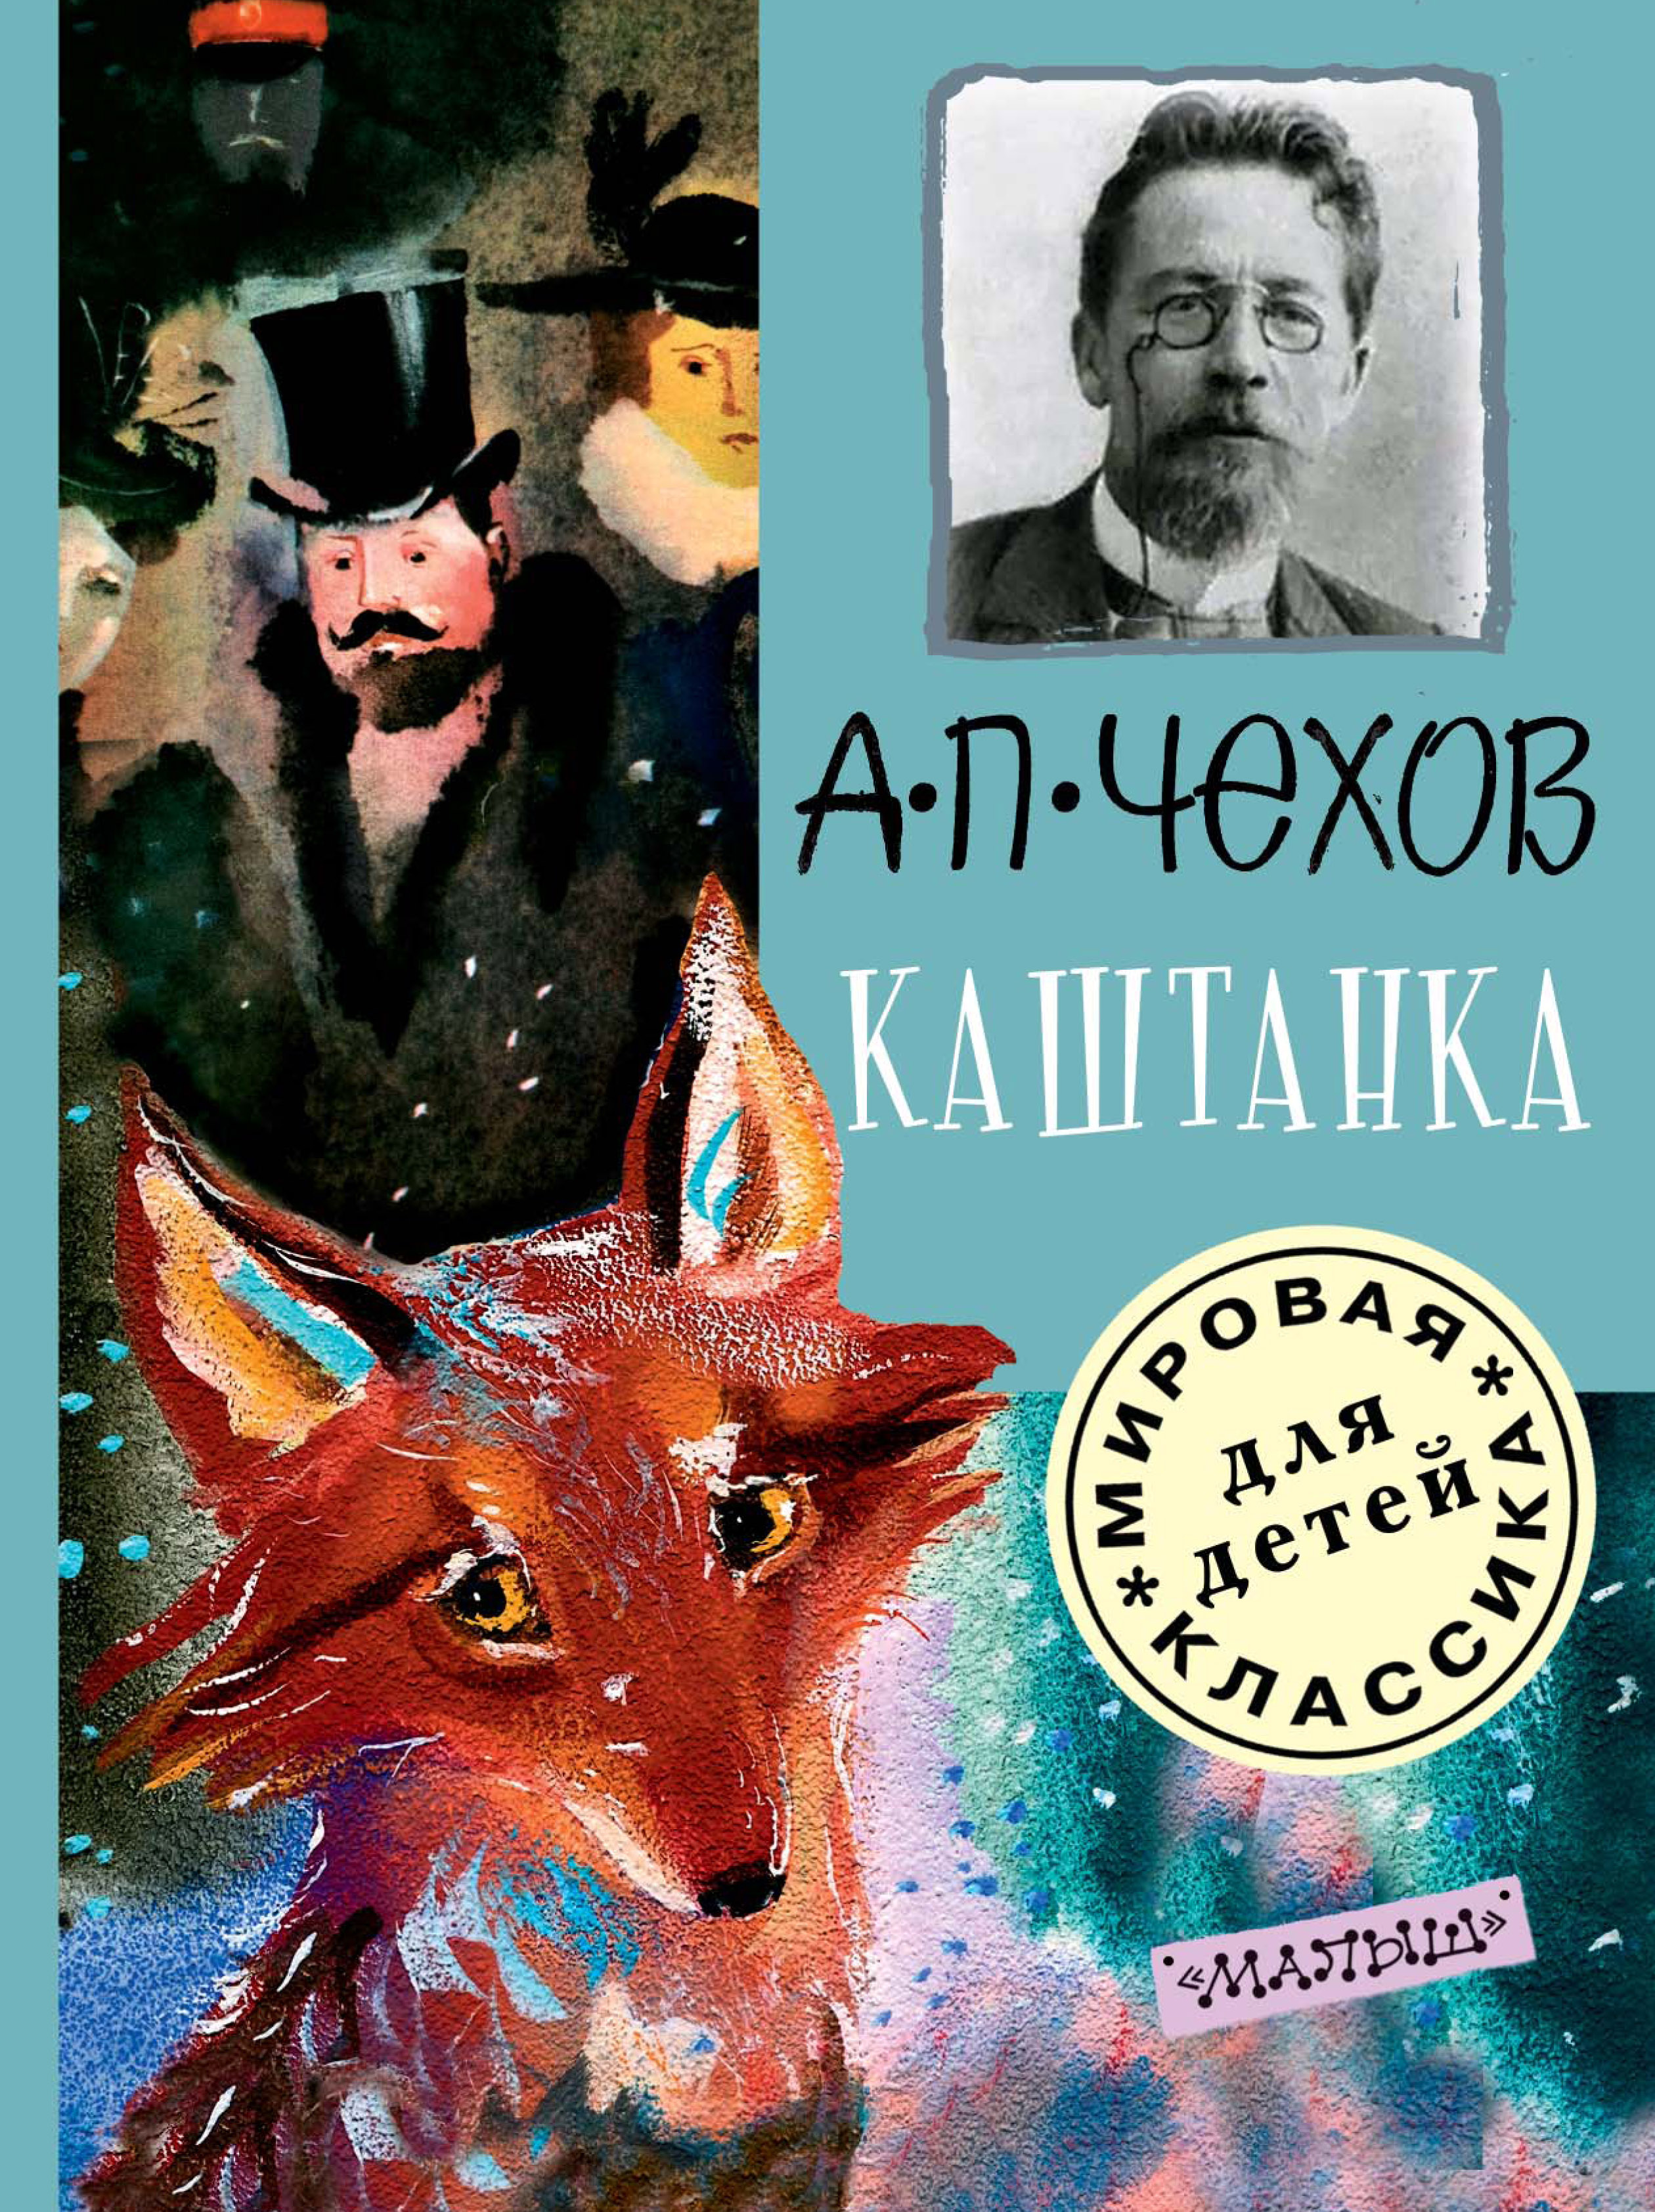 А·П·ЧЕХОВ
КАШТАНКА
МИРОВАЯ * КЛАССИКА *
для
детей
«МАЛЫШ»